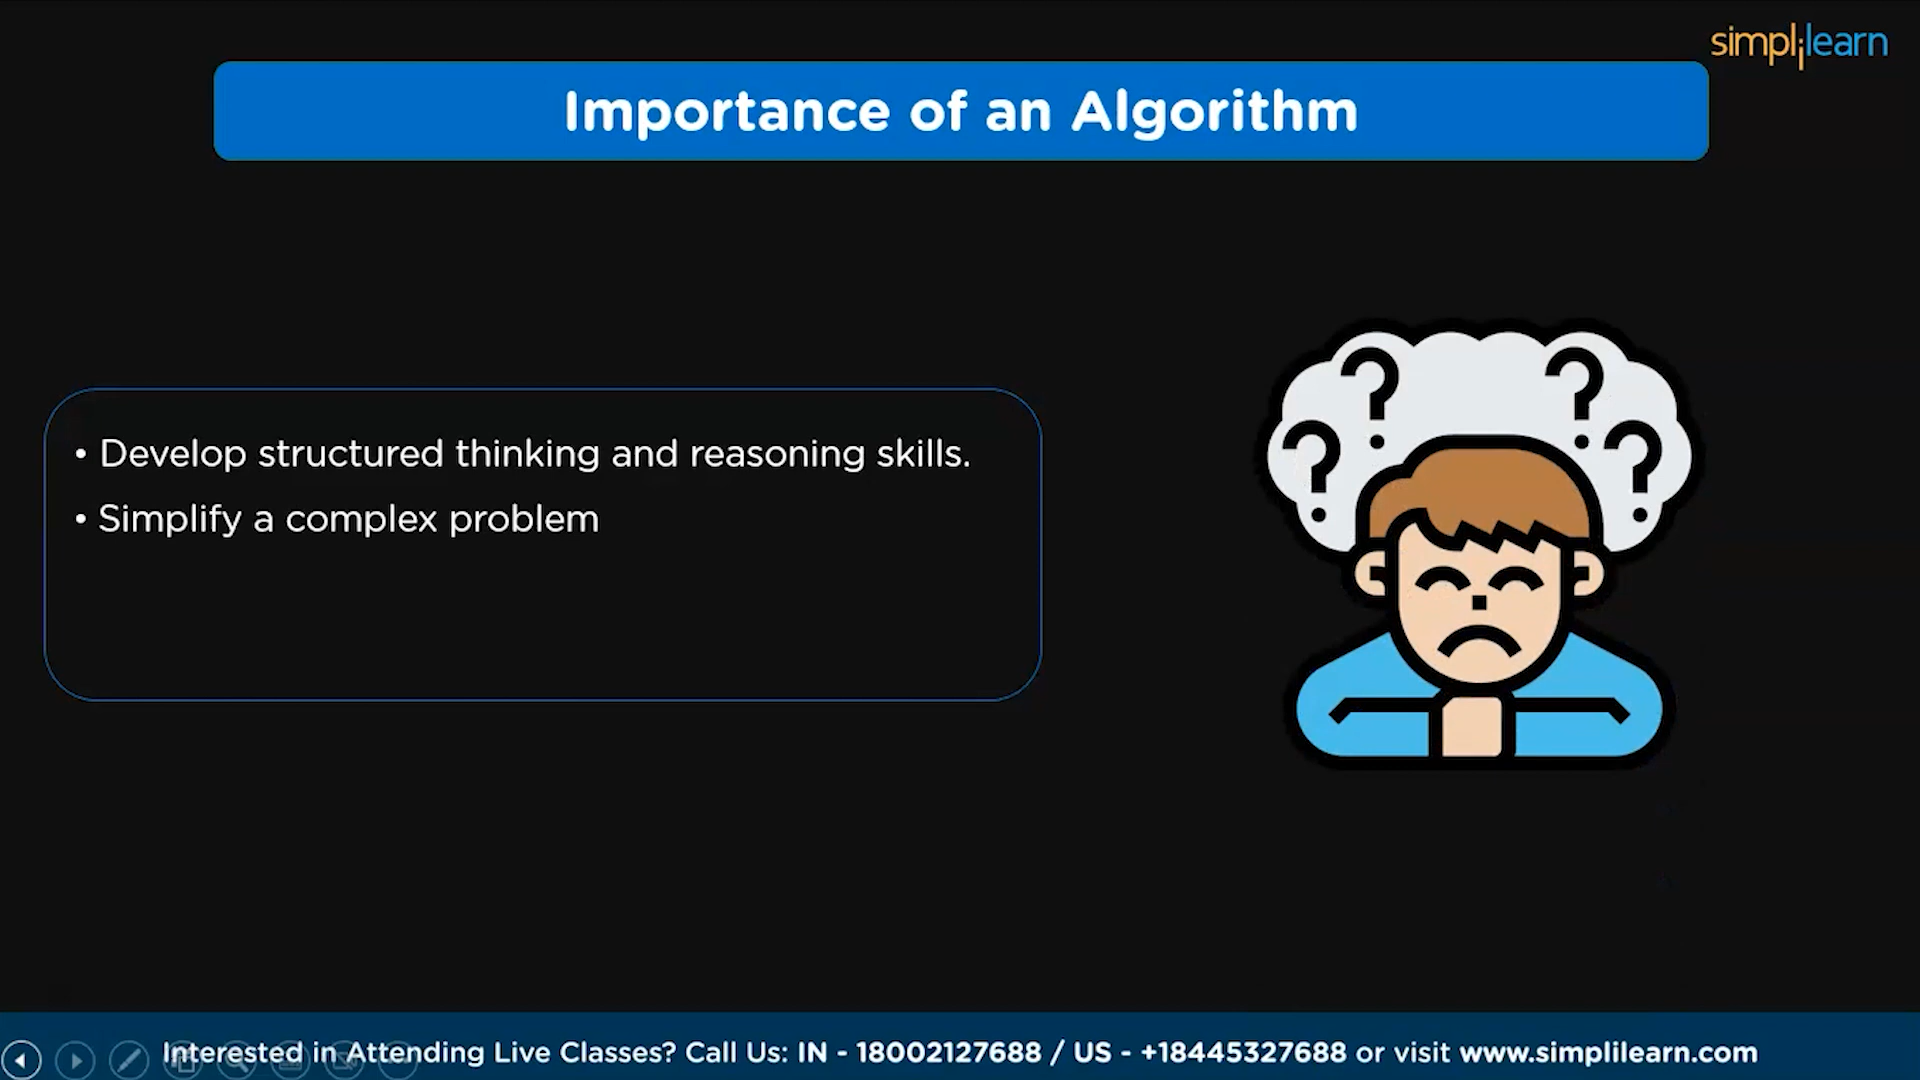 simplilearn
Importance of an Algorithm
• Develop structured thinking and reasoning skills.
• Simplify a complex problem
? ? ? ?
Interested in Attending Live Classes? Call Us: IN - 18002127688 / US - +18445327688 or visit www.simplilearn.com